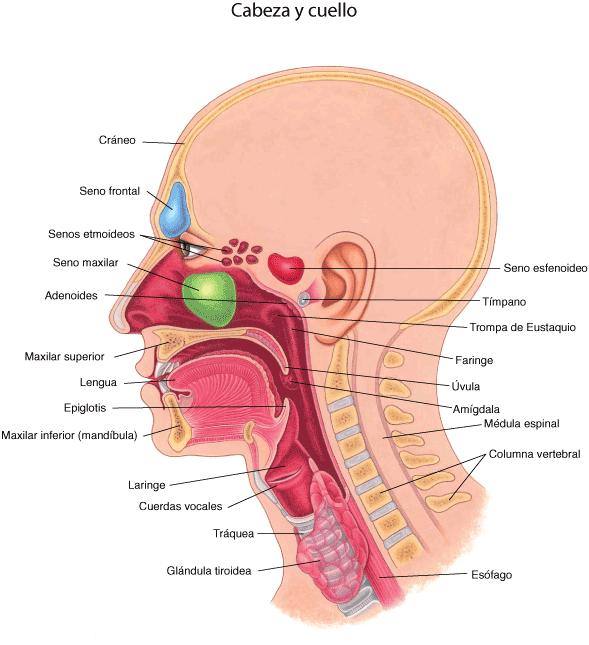 Cabeza y cuello
Cráneo
Seno frontal
Senos etmoideos
Seno maxilar
Adenoides
Maxilar superior
Lengua
Epiglotis
Maxilar inferior (mandíbula)
Laringe
Cuerdas vocales
Tráquea
Glándula tiroidea
Seno esfenoideo
Tímpano
Trompa de Eustaquio
Faringe
Úvula
Amígdala
Médula espinal
Columna vertebral
Esófago